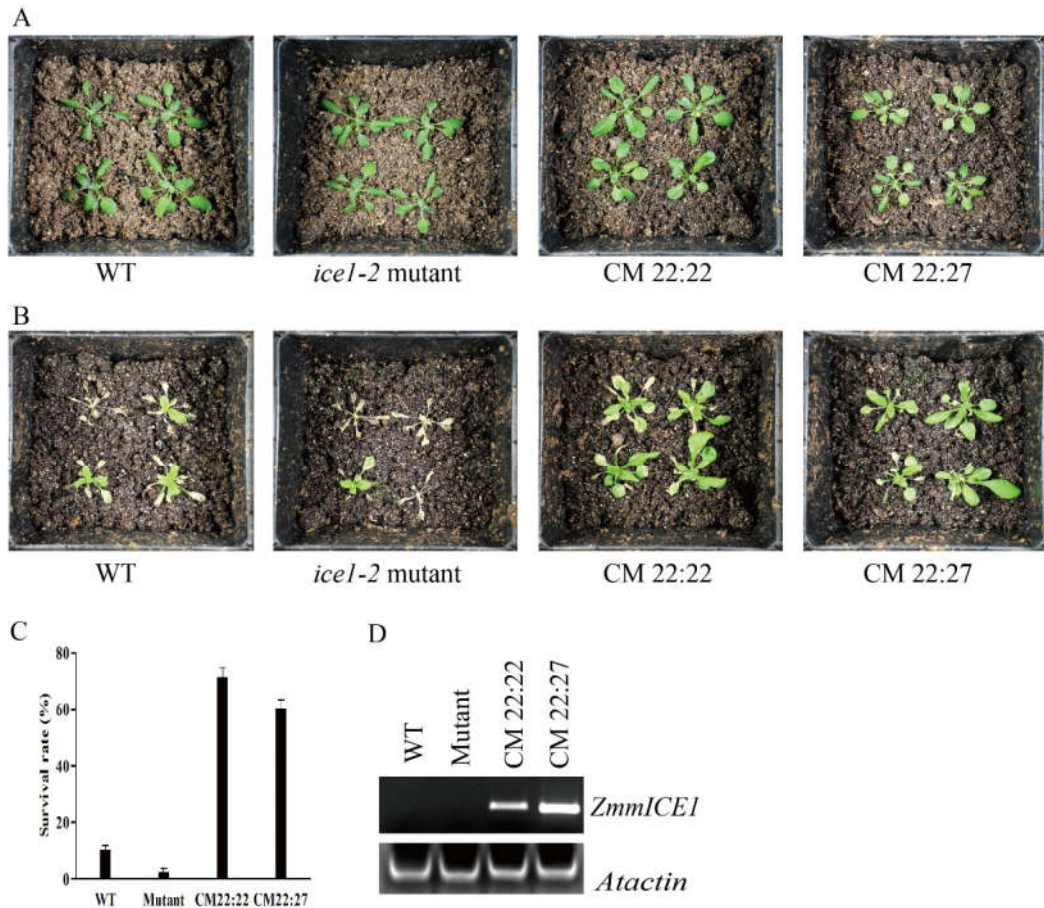 A
WT
ice1-2 mutant
CM 22:22
CM 22:27
B
WT
ice1-2 mutant
CM 22:22
CM 22:27
C
80
60
40
20
0
Survival rate (%)
WT
Mutant
CM22:22
CM22:27
D
WT
Mutant
CM 22:22
CM 22:27
ZmmICE1
Atactin